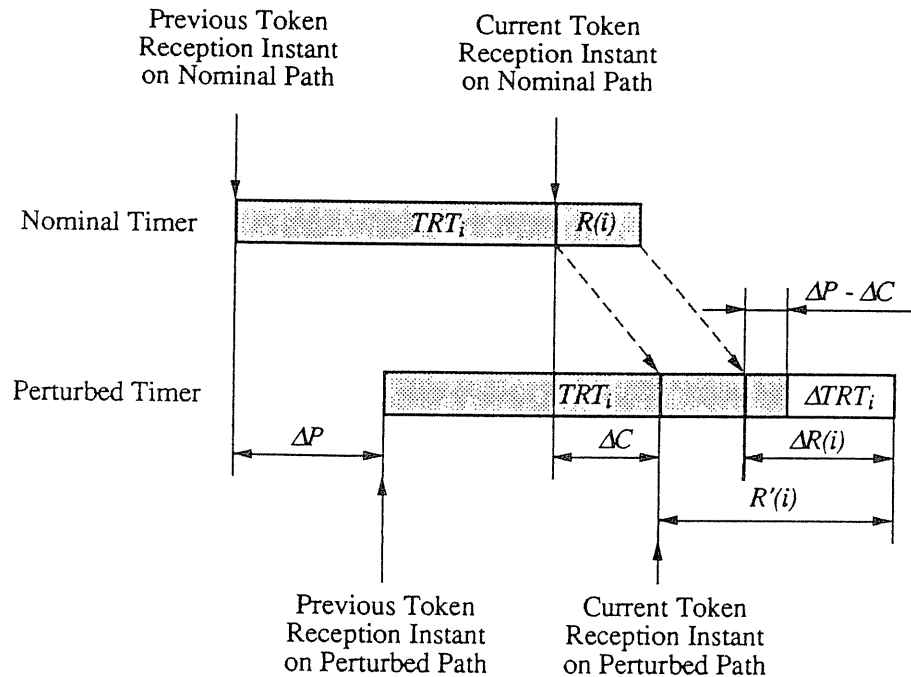 Previous Token
Reception Instant
on Nominal Path
Current Token
Reception Instant
on Nominal Path
Nominal Timer
TRTᵢ
R(i)
ΔP - ΔC
Perturbed Timer
TRTᵢ
ΔTRTᵢ
ΔP
ΔC
ΔR(i)
R'(i)
Previous Token
Reception Instant
on Perturbed Path
Current Token
Reception Instant
on Perturbed Path